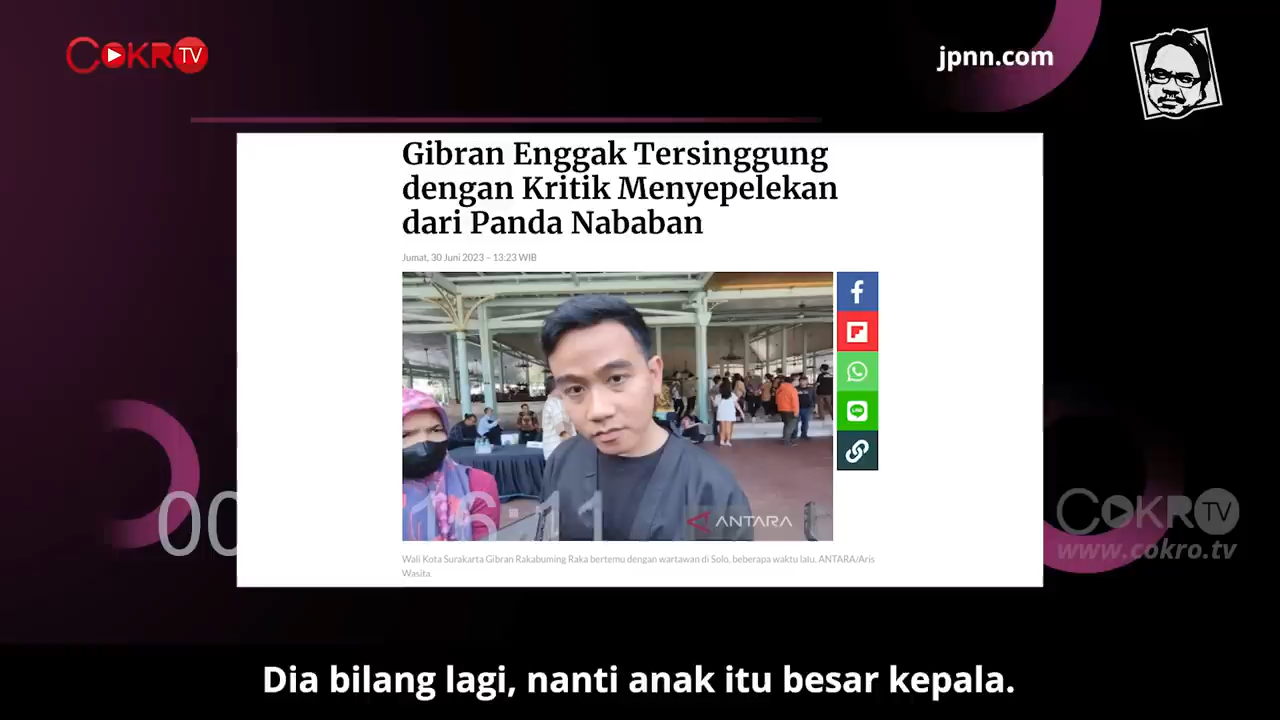 COKRO TV
jpnn.com
Gibran Enggak Tersinggung
dengan Kritik Menyepelekan
dari Panda Nababan
Jumat, 30 Juni 2023 – 13:23 WIB
ANTARA
Wali Kota Surakarta Gibran Rakabuming Raka bertemu dengan wartawan di Solo, beberapa waktu lalu. ANTARA/Aris
Wasita.
COKRO TV
www.cokro.tv
Dia bilang lagi, nanti anak itu besar kepala.